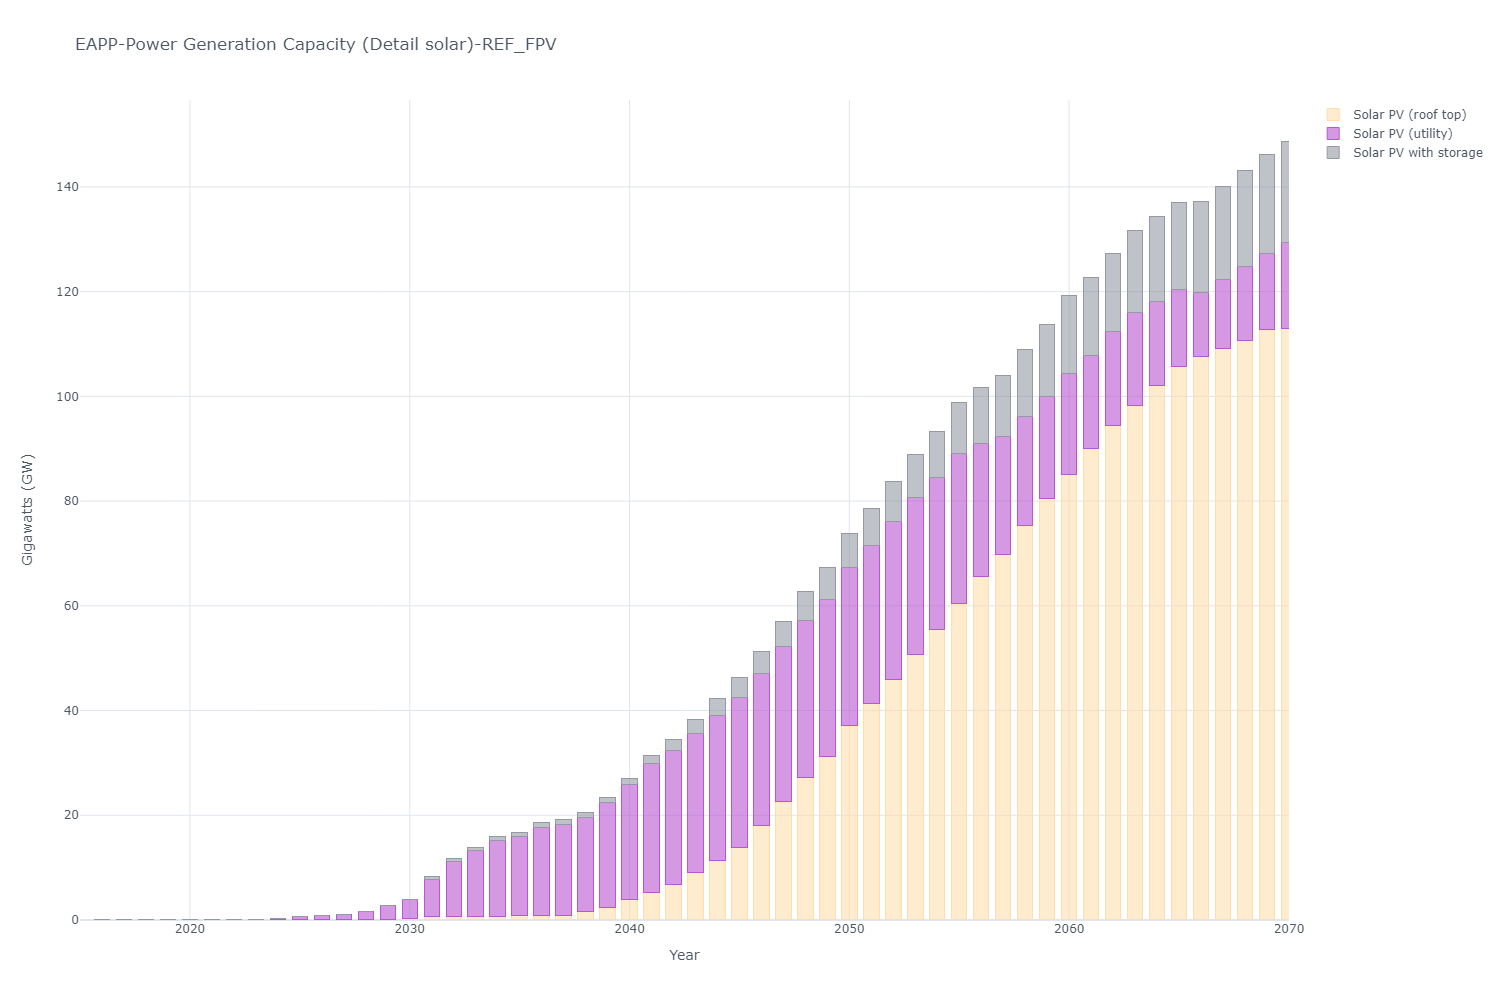 EAPP-Power Generation Capacity (Detail solar)-REF_FPV
Solar PV (roof top)
Solar PV (utility)
Solar PV with storage
Gigawatts (GW)
140
120
100
80
60
40
20
0
2020 2030 2040 2050 2060 2070
Year